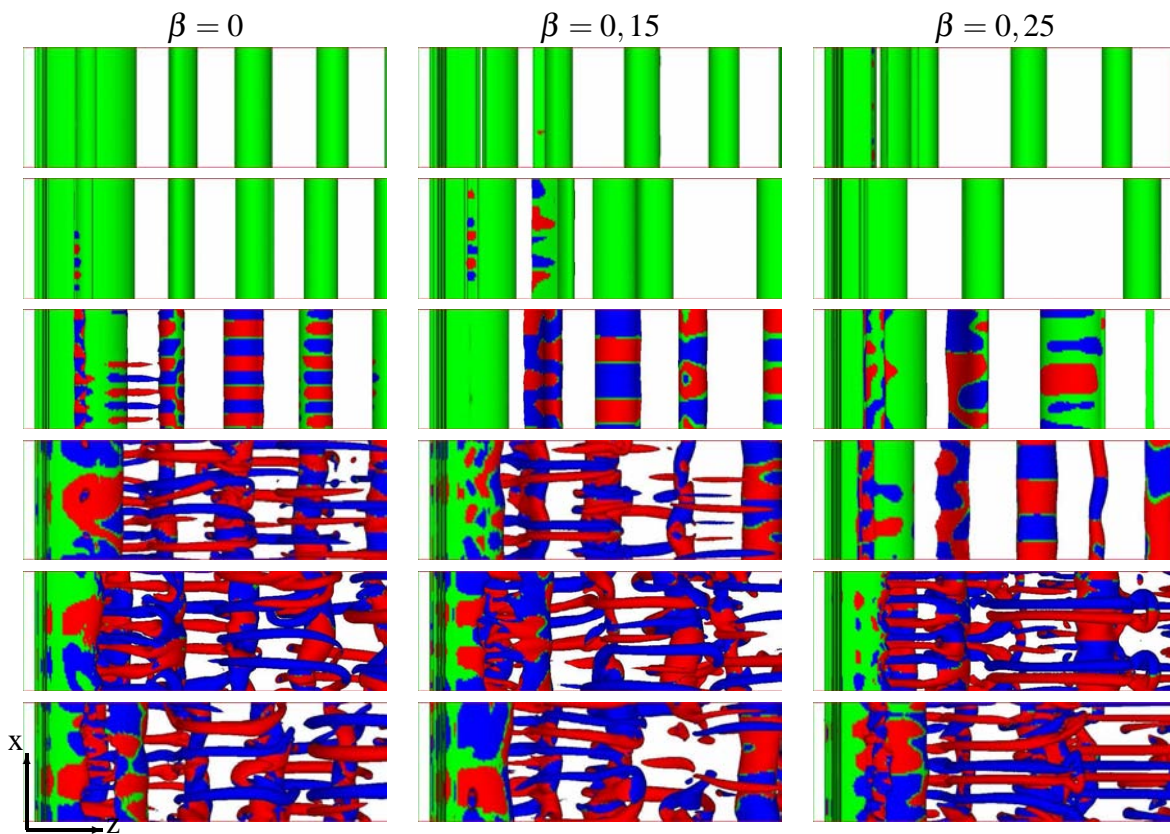 β = 0
β = 0,15
β = 0,25
x
z